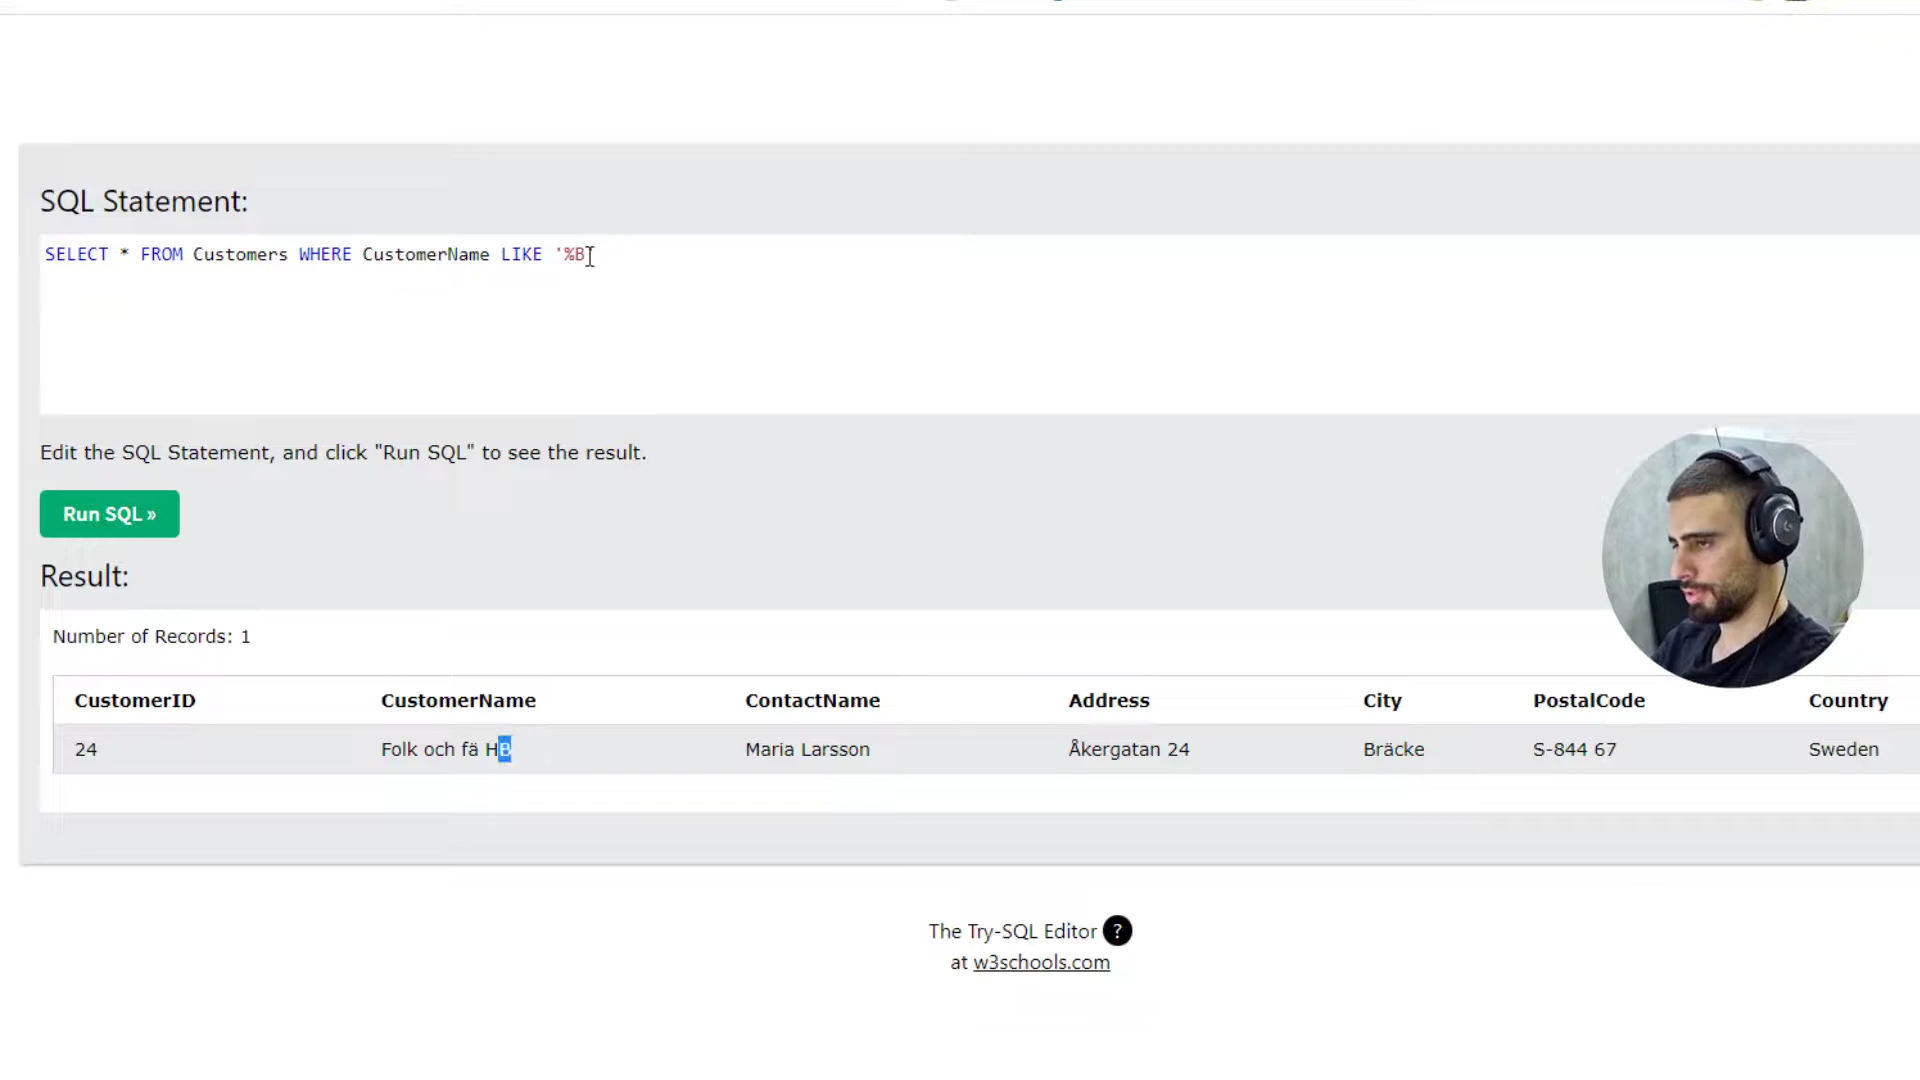 SQL Statement:
SELECT * FROM Customers WHERE CustomerName LIKE '%B
Edit the SQL Statement, and click "Run SQL" to see the result.
Run SQL »
Result:
Number of Records: 1
CustomerID CustomerName ContactName Address City PostalCode Country
24 Folk och fä HB Maria Larsson Åkergatan 24 Bräcke S-844 67 Sweden
The Try-SQL Editor ?
at w3schools.com